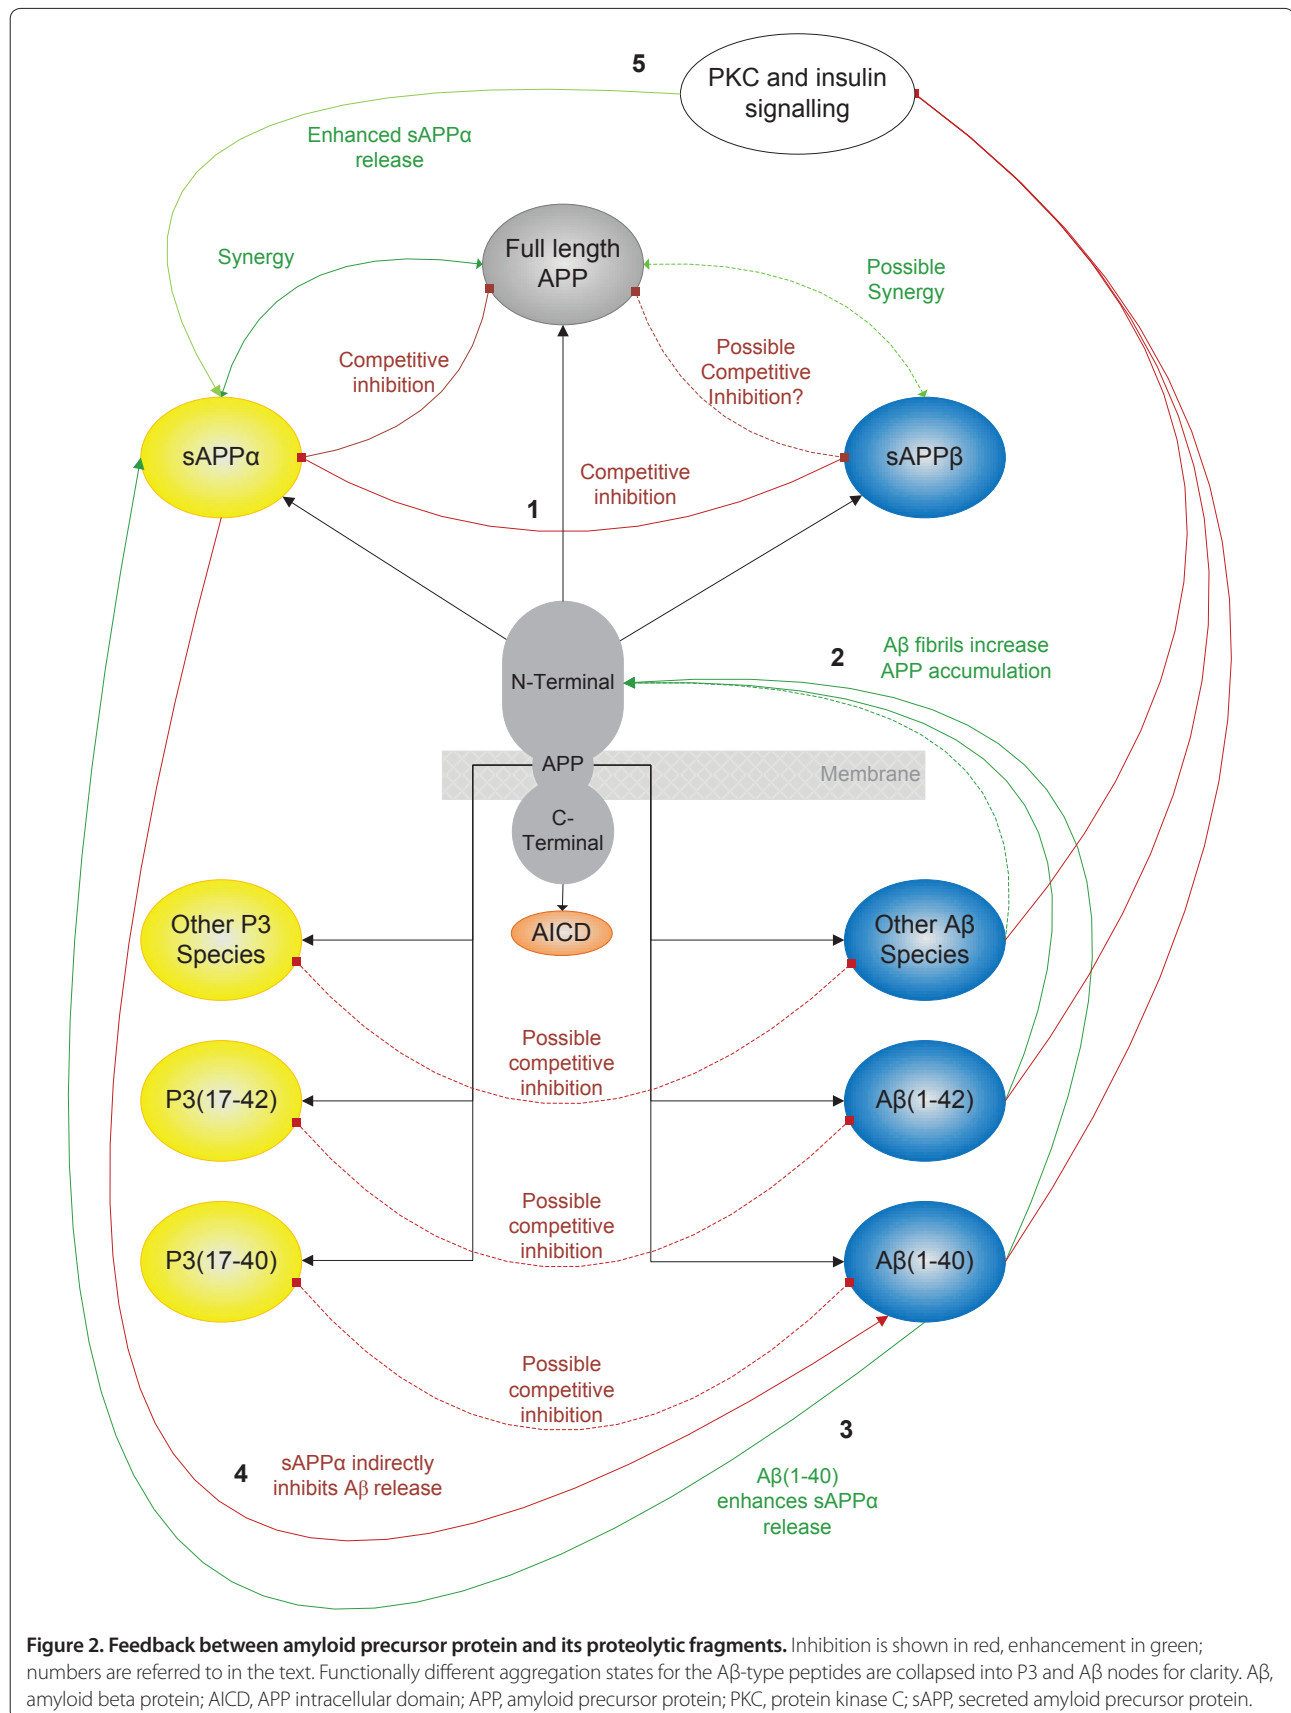 5
PKC and insulin
signalling
Enhanced sAPPα
release
Synergy
Full length
APP
Possible
Synergy
Competitive
inhibition
Possible
Competitive
Inhibition?
sAPPα
sAPPβ
Competitive
inhibition
1
2
Aβ fibrils increase
APP accumulation
N-Terminal
APP
Membrane
C-
Terminal
Other P3
Species
AICD
Other Aβ
Species
Possible
competitive
inhibition
P3(17-42)
Aβ(1-42)
Possible
competitive
inhibition
P3(17-40)
Aβ(1-40)
Possible
competitive
inhibition
3
4
sAPPα indirectly
inhibits Aβ release
Aβ(1-40)
enhances sAPPα
release
Figure 2. Feedback between amyloid precursor protein and its proteolytic fragments. Inhibition is shown in red, enhancement in green;
numbers are referred to in the text. Functionally different aggregation states for the Aβ-type peptides are collapsed into P3 and Aβ nodes for clarity. Aβ,
amyloid beta protein; AICD, APP intracellular domain; APP, amyloid precursor protein; PKC, protein kinase C; sAPP, secreted amyloid precursor protein.